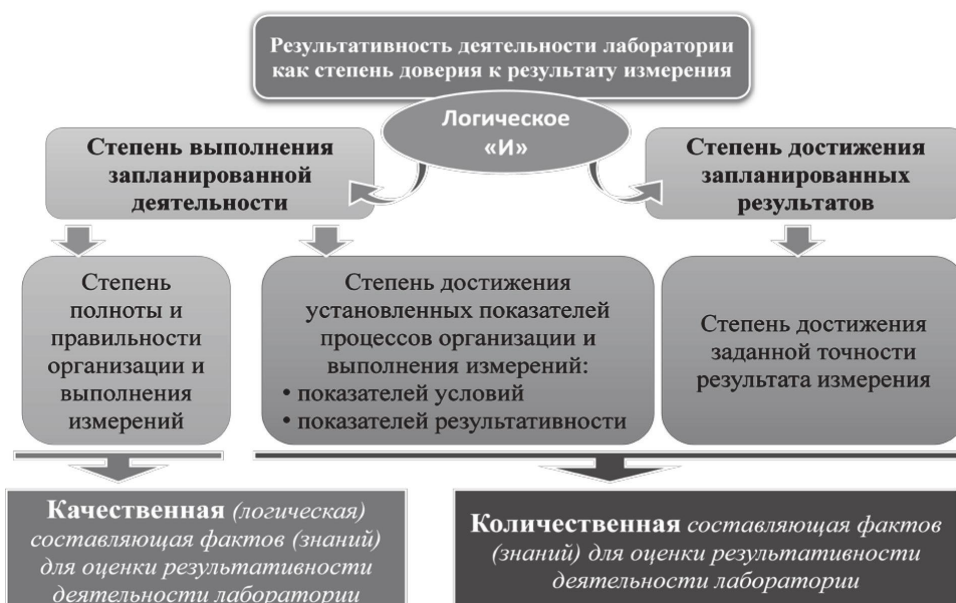 Результативность деятельности лаборатории
как степень доверия к результату измерения
Логическое
«И»
Степень выполнения
запланированной
деятельности
Степень достижения
запланированных
результатов
Степень
полноты и
правильности
организации и
выполнения
измерений
Степень достижения
установленных показателей
процессов организации и
выполнения измерений:
• показателей условий
• показателей результативности
Степень достижения
заданной точности
результата измерения
Качественная (логическая)
составляющая фактов (знаний)
для оценки результативности
деятельности лаборатории
Количественная составляющая фактов
(знаний) для оценки результативности
деятельности лаборатории